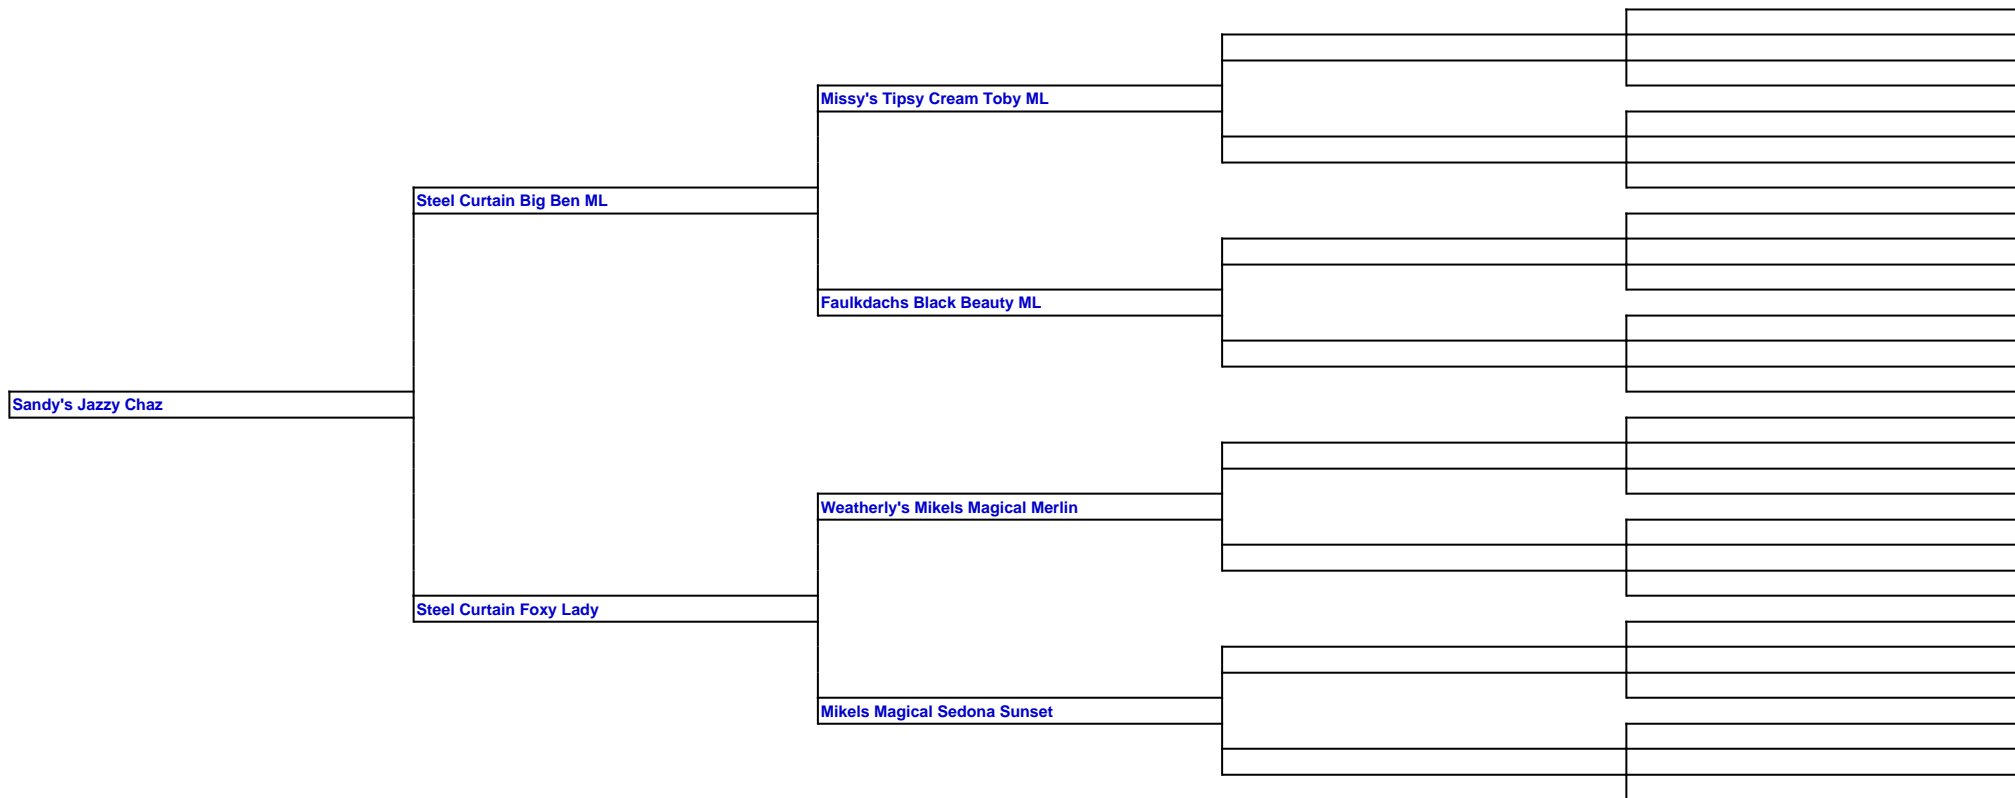 Missy's Tipsy Cream Toby ML
Steel Curtain Big Ben ML
Faulkdachs Black Beauty ML
Sandy's Jazzy Chaz
Weatherly's Mikels Magical Merlin
Steel Curtain Foxy Lady
Mikels Magical Sedona Sunset